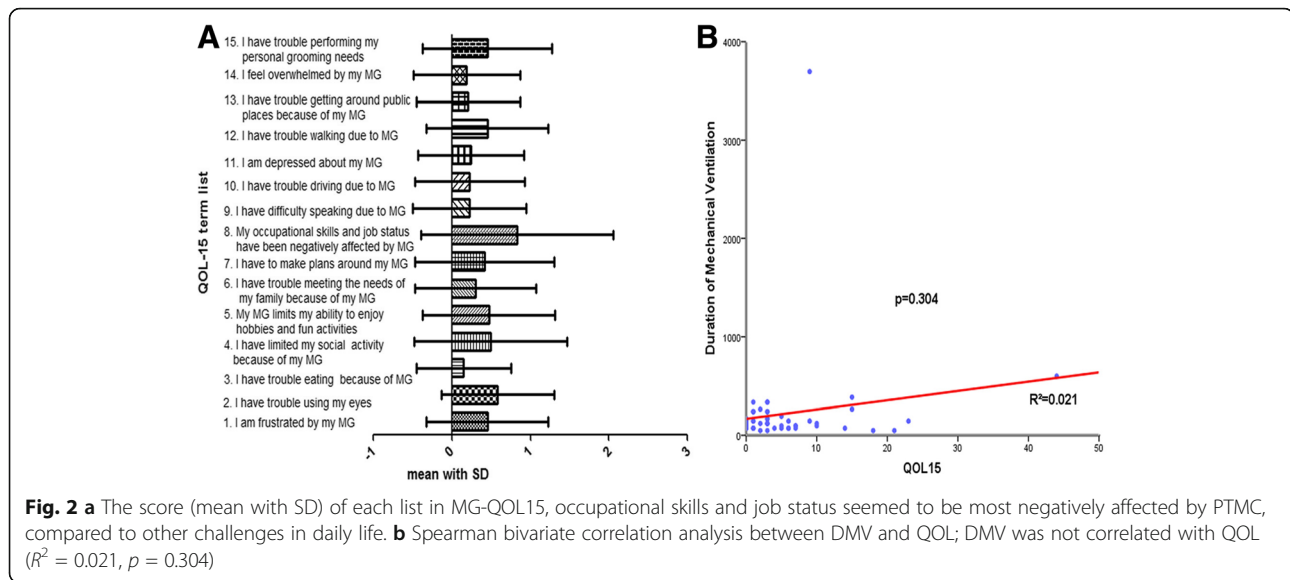 A
QOL-15 term list
15. I have trouble performing my
personal grooming needs
14. I feel overwhelmed by my MG
13. I have trouble getting around public
places because of my MG
12. I have trouble walking due to MG
11. I am depressed about my MG
10. I have trouble driving due to MG
9. I have difficulty speaking due to MG
8. My occupational skills and job status
have been negatively affected by MG
7. I have to make plans around my MG
6. I have trouble meeting the needs of
my family because of my MG
5. My MG limits my ability to enjoy
hobbies and fun activities
4. I have limited my social activity
because of my MG
3. I have trouble eating because of MG
2. I have trouble using my eyes
1. I am frustrated by my MG
-1 0 1 2 3
mean with SD
B
Duration of Mechanical Ventilation
4000
3000
2000
1000
0
p=0.304
R²=0.021
0 10 20 30 40 50
QOL15
Fig. 2 a The score (mean with SD) of each list in MG-QOL15, occupational skills and job status seemed to be most negatively affected by PTMC,
compared to other challenges in daily life. b Spearman bivariate correlation analysis between DMV and QOL; DMV was not correlated with QOL
(R² = 0.021, p = 0.304)